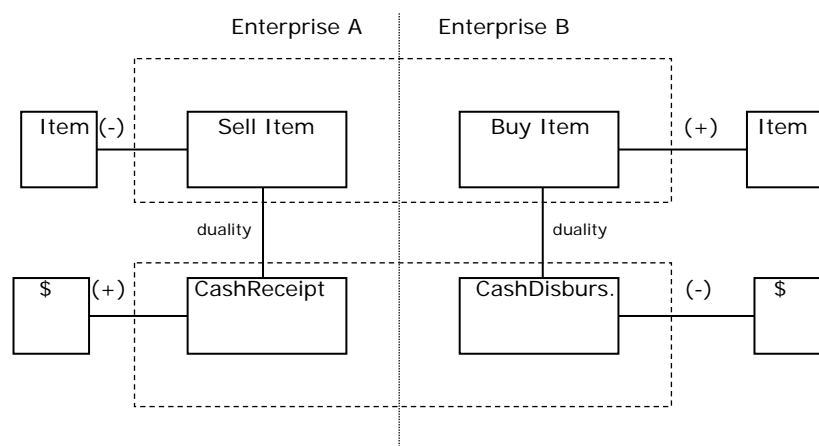 Enterprise A
Enterprise B
Item
(-)
Sell Item
Buy Item
(+)
Item
duality
duality
$
(+)
CashReceipt
CashDisburs.
(-)
$